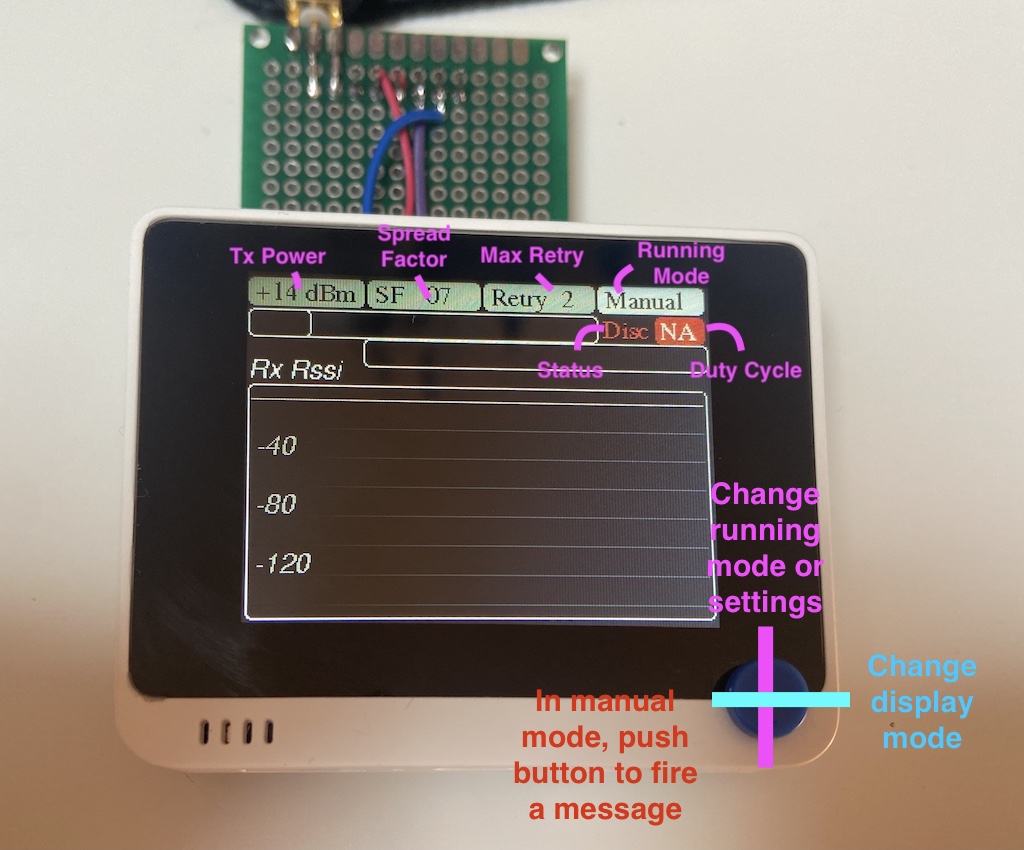 Tx Power
Spread
Factor
Max Retry
Running
Mode
+14 dBm
SF 07
Retry 2
Manual
Disc NA
Status
Duty Cycle
Rx Rssi
-40
-80
-120
Change
running
mode or
settings
Change
display
mode
In manual
mode, push
button to fire
a message